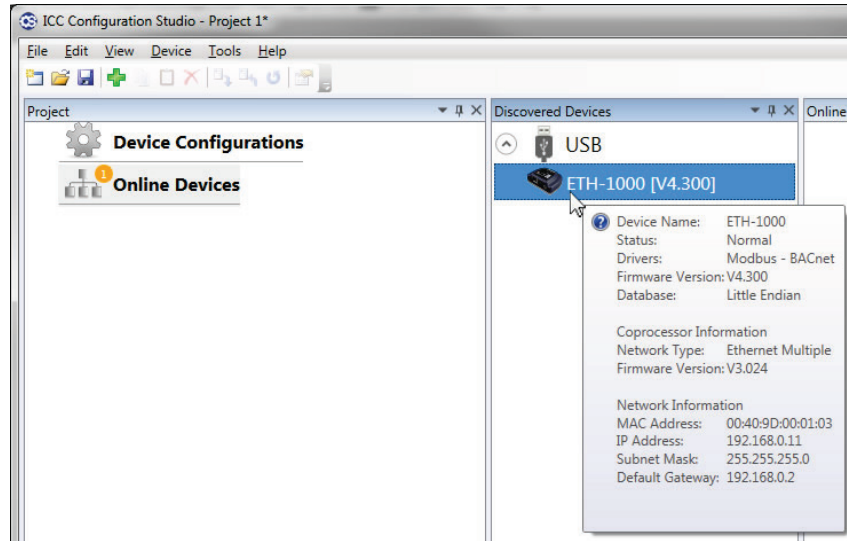 ICC Configuration Studio - Project 1*
File Edit View Device Tools Help
Project
Device Configurations
1
Online Devices
Discovered Devices
USB
ETH-1000 [V4.300]
Device Name: ETH-1000
Status: Normal
Drivers: Modbus - BACnet
Firmware Version: V4.300
Database: Little Endian
Coprocessor Information
Network Type: Ethernet Multiple
Firmware Version: V3.024
Network Information
MAC Address: 00:40:9D:00:01:03
IP Address: 192.168.0.11
Subnet Mask: 255.255.255.0
Default Gateway: 192.168.0.2
Online